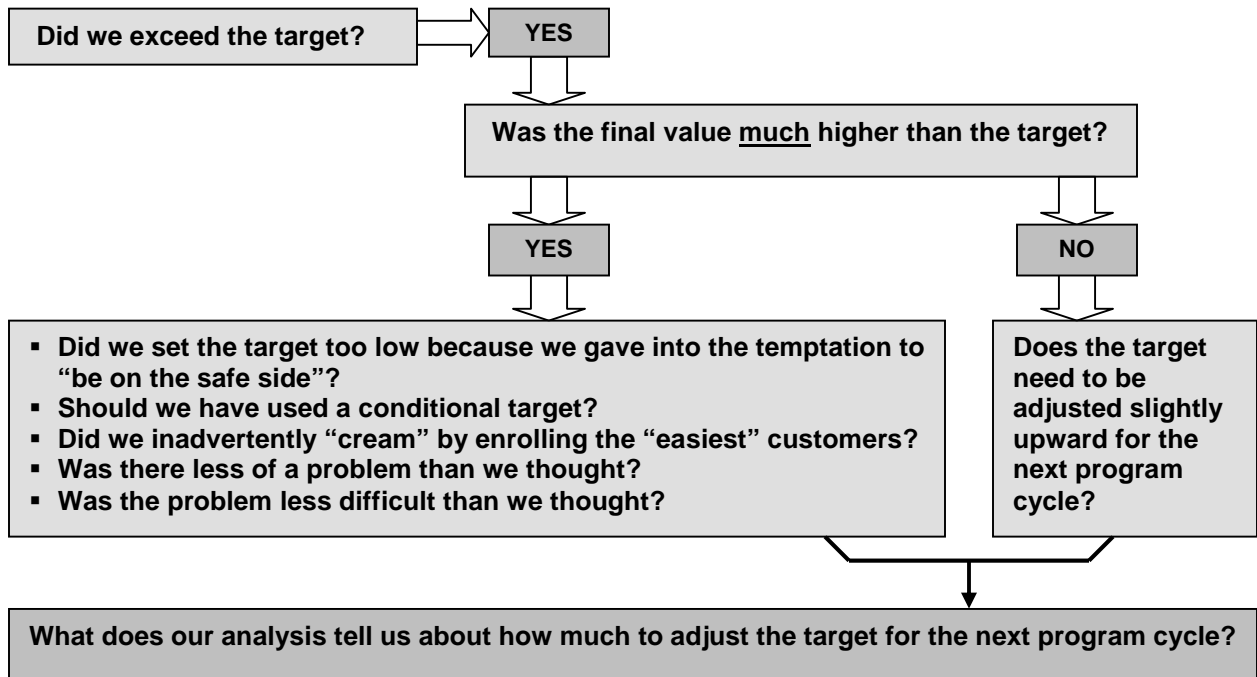 Did we exceed the target?
YES
Was the final value much higher than the target?
YES
NO
▪ Did we set the target too low because we gave into the temptation to
“be on the safe side”?
▪ Should we have used a conditional target?
▪ Did we inadvertently “cream” by enrolling the “easiest” customers?
▪ Was there less of a problem than we thought?
▪ Was the problem less difficult than we thought?
Does the target
need to be
adjusted slightly
upward for the
next program
cycle?
What does our analysis tell us about how much to adjust the target for the next program cycle?